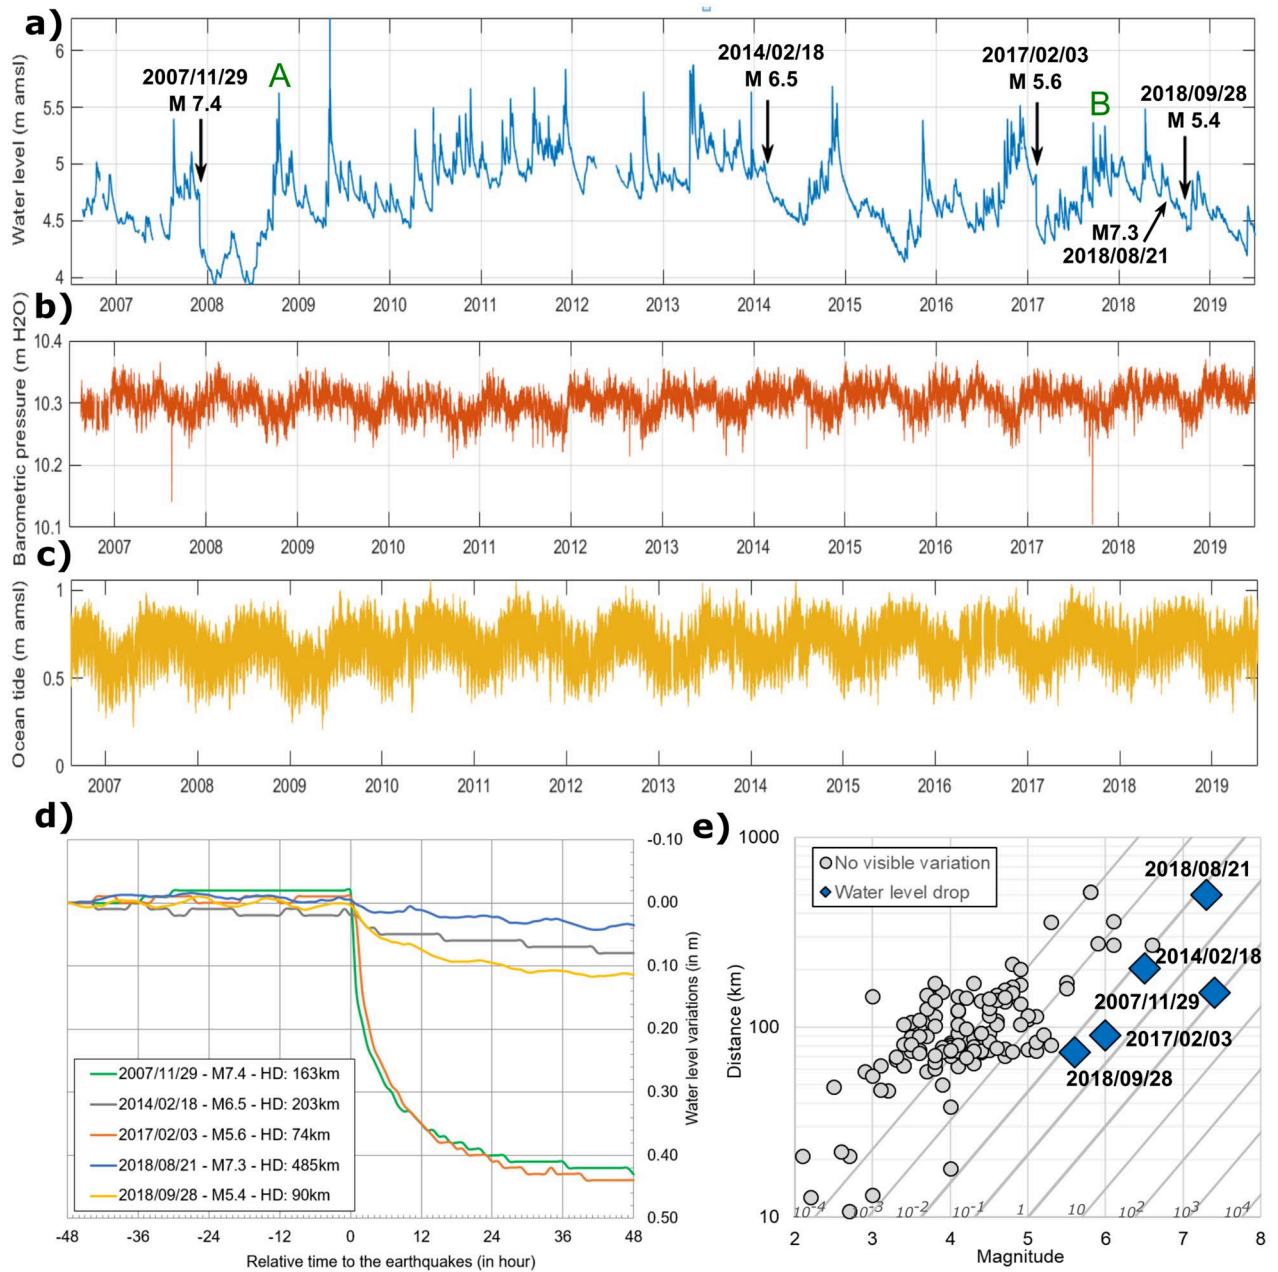 a)
Water level (m amsl)
6
5.5
5
4.5
4
2007/11/29
M 7.4
A
2014/02/18
M 6.5
2017/02/03
M 5.6
B
2018/09/28
M 5.4
M7.3
2018/08/21
2007 2008 2009 2010 2011 2012 2013 2014 2015 2016 2017 2018 2019
b)
Barometric pressure (m H2O)
10.4
10.3
10.2
10.1
2007 2008 2009 2010 2011 2012 2013 2014 2015 2016 2017 2018 2019
c)
Ocean tide (m amsl)
1
0.5
0
2007 2008 2009 2010 2011 2012 2013 2014 2015 2016 2017 2018 2019
d)
-0.10
0.00
0.10
0.20
0.30
0.40
0.50
Water level variations (in m)
2007/11/29 - M7.4 - HD: 163km
2014/02/18 - M6.5 - HD: 203km
2017/02/03 - M5.6 - HD: 74km
2018/08/21 - M7.3 - HD: 485km
2018/09/28 - M5.4 - HD: 90km
-48 -36 -24 -12 0 12 24 36 48
Relative time to the earthquakes (in hour)
e)
1000
100
10
Distance (km)
No visible variation
Water level drop
2018/08/21
2014/02/18
2007/11/29
2017/02/03
2018/09/28
10-4 10-3 10-2 10-1 1 10 102 103 104
2 3 4 5 6 7 8
Magnitude